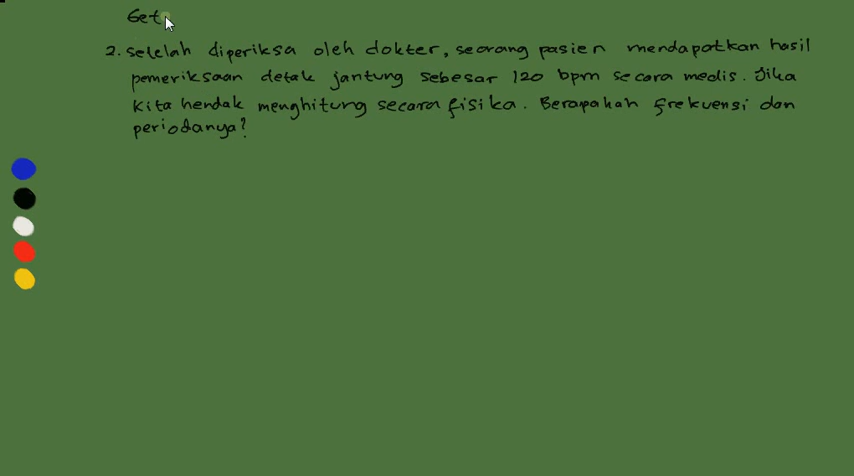 Get
2. setelah diperiksa oleh dokter, seorang pasien mendapatkan hasil
pemeriksaan detak jantung sebesar 120 bpm secara medis. Jika
kita hendak menghitung secara fisika. Berapakah frekuensi dan
periodanya?